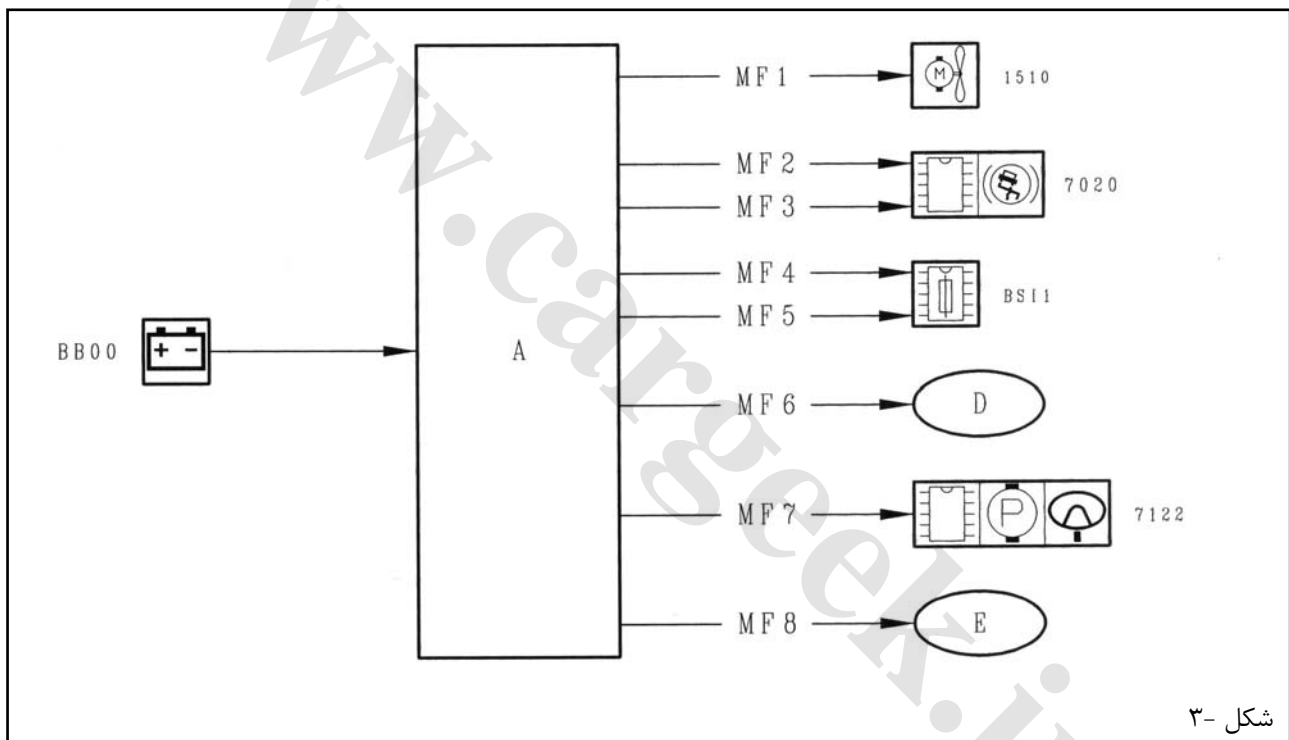 MF1
1510
M
MF2
MF3
7020
MF4
MF5
BSI1
BB00
+ -
A
MF6
D
MF7
P
7122
MF8
E
شکل -۳
www.cargeek.ir